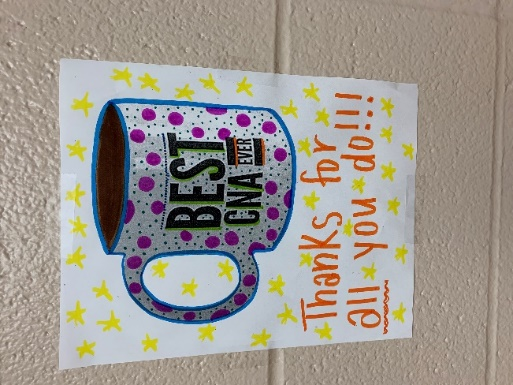 BEST
CNA EVER
Thanks for
all you do!!!